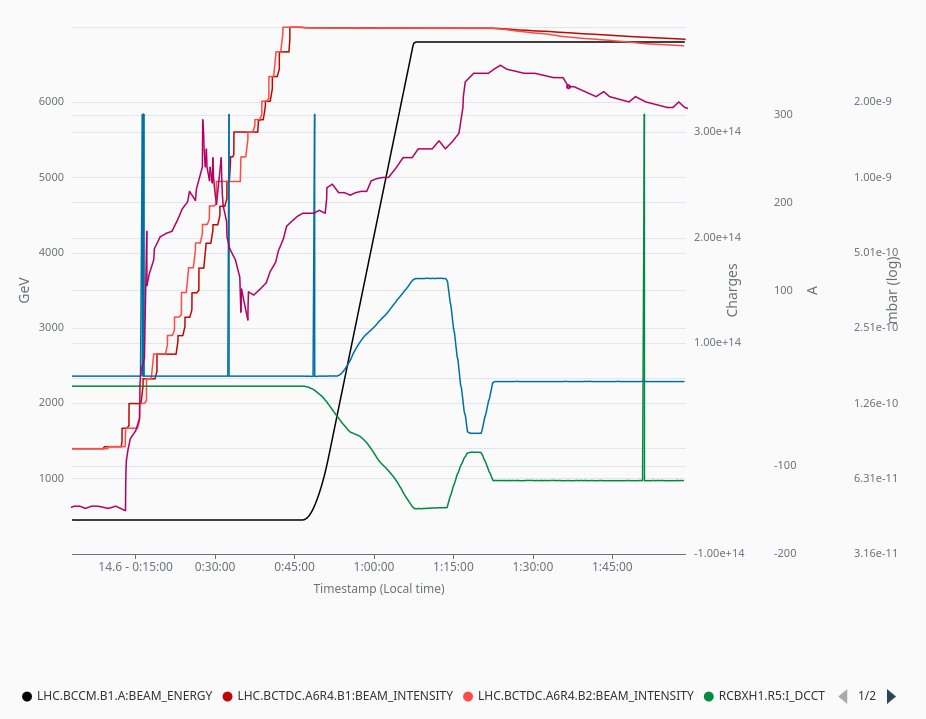 6000
5000
4000
3000
2000
1000
GeV
3.00e+14
2.00e+14
1.00e+14
-1.00e+14
Charges
300
200
100
-100
-200
A
2.00e-9
1.00e-9
5.01e-10
2.51e-10
1.26e-10
6.31e-11
3.16e-11
mbar (log)
14.6 - 0:15:00 0:30:00 0:45:00 1:00:00 1:15:00 1:30:00 1:45:00
Timestamp (Local time)
LHC.BCCM.B1.A:BEAM_ENERGY LHC.BCTDC.A6R4.B1:BEAM_INTENSITY LHC.BCTDC.A6R4.B2:BEAM_INTENSITY RCBXH1.R5:I_DCCT 1/2